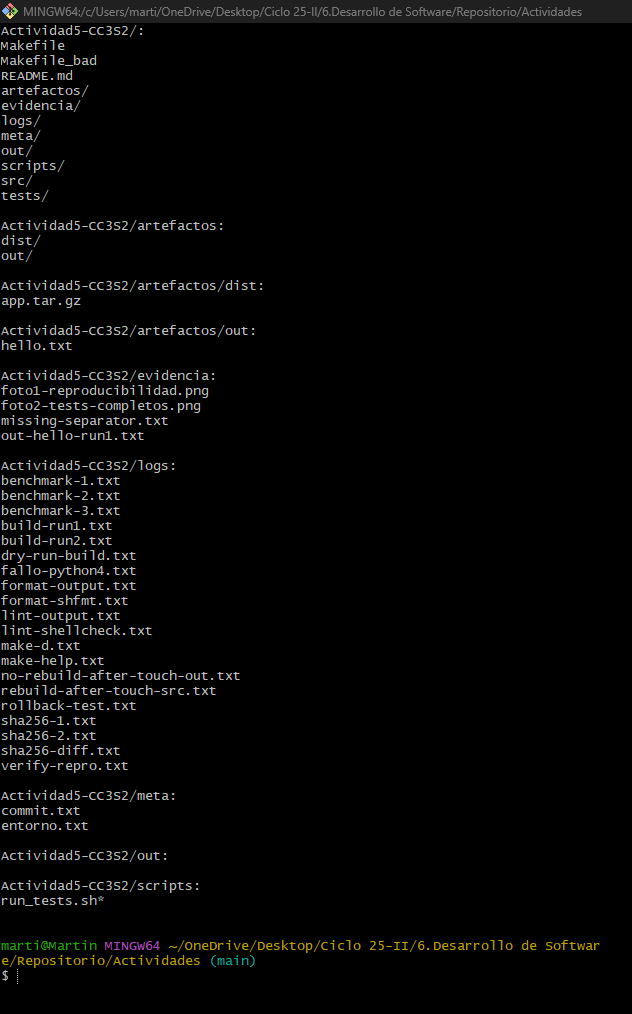 MINGW64:/c/Users/marti/OneDrive/Desktop/Ciclo 25-II/6.Desarrollo de Software/Repositorio/Actividades
Actividad5-CC3S2/:
Makefile
Makefile_bad
README.md
artefactos/
evidencia/
logs/
meta/
out/
scripts/
src/
tests/
Actividad5-CC3S2/artefactos:
dist/
out/
Actividad5-CC3S2/artefactos/dist:
app.tar.gz
Actividad5-CC3S2/artefactos/out:
hello.txt
Actividad5-CC3S2/evidencia:
foto1-reproducibilidad.png
foto2-tests-completos.png
missing-separator.txt
out-hello-run1.txt
Actividad5-CC3S2/logs:
benchmark-1.txt
benchmark-2.txt
benchmark-3.txt
build-run1.txt
build-run2.txt
dry-run-build.txt
fallo-python4.txt
format-output.txt
format-shfmt.txt
lint-output.txt
lint-shellcheck.txt
make-d.txt
make-help.txt
no-rebuild-after-touch-out.txt
rebuild-after-touch-src.txt
rollback-test.txt
sha256-1.txt
sha256-2.txt
sha256-diff.txt
verify-repro.txt
Actividad5-CC3S2/meta:
commit.txt
entorno.txt
Actividad5-CC3S2/out:
Actividad5-CC3S2/scripts:
run_tests.sh*
marti@Martin MINGW64 ~/OneDrive/Desktop/Ciclo 25-II/6.Desarrollo de Softwar
e/Repositorio/Actividades (main)
$